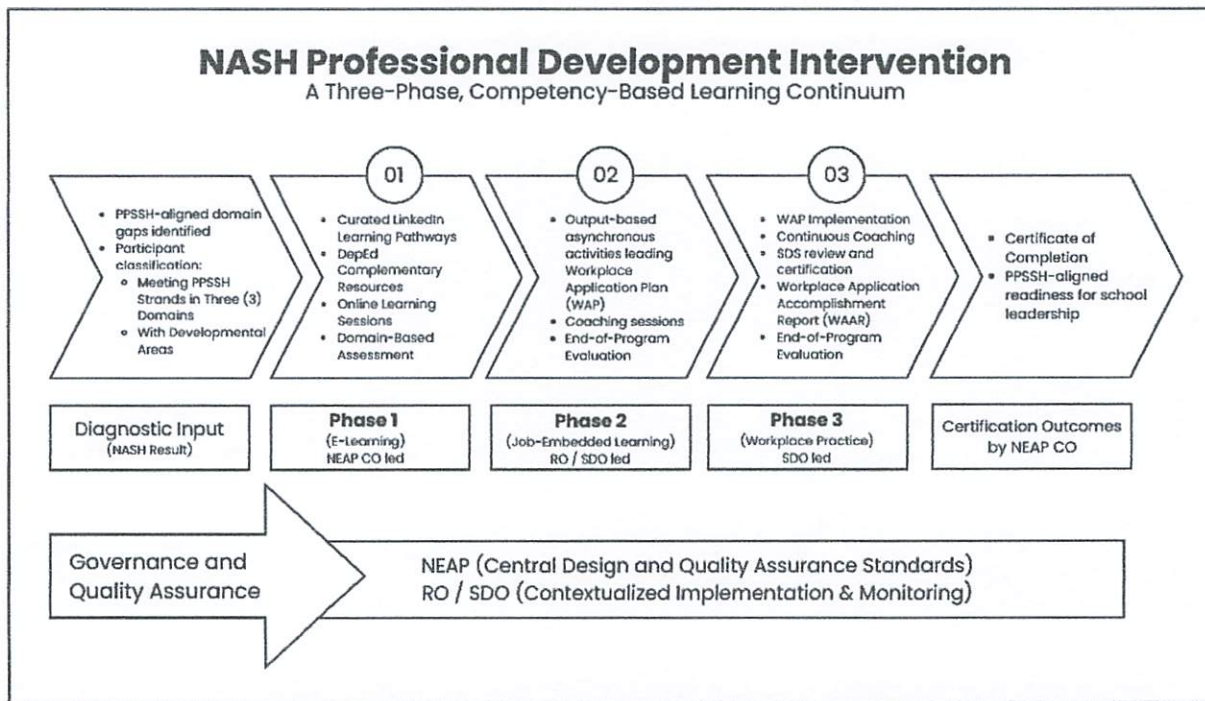 NASH Professional Development Intervention
A Three-Phase, Competency-Based Learning Continuum
• PPSSH-aligned domain
gaps identified
• Participant
classification:
o Meeting PPSSH
Strands in Three (3)
Domains
o With Developmental
Areas
01
• Curated LinkedIn
Learning Pathways
• DepEd
Complementary
Resources
• Online Learning
Sessions
• Domain-Based
Assessment
02
• Output-based
asynchronous
activities leading
Workplace
Application Plan
(WAP)
• Coaching sessions
• End-of-Program
Evaluation
03
• WAP Implementation
• Continuous Coaching
• SDS review and
certification
• Workplace Application
Accomplishment
Report (WAAR)
• End-of-Program
Evaluation
• Certificate of
Completion
• PPSSH-aligned
readiness for school
leadership
Diagnostic Input
(NASH Result)
Phase 1
(E-Learning)
NEAP CO led
Phase 2
(Job-Embedded Learning)
RO / SDO led
Phase 3
(Workplace Practice)
SDO led
Certification Outcomes
by NEAP CO
Governance and
Quality Assurance
NEAP (Central Design and Quality Assurance Standards)
RO / SDO (Contextualized Implementation & Monitoring)